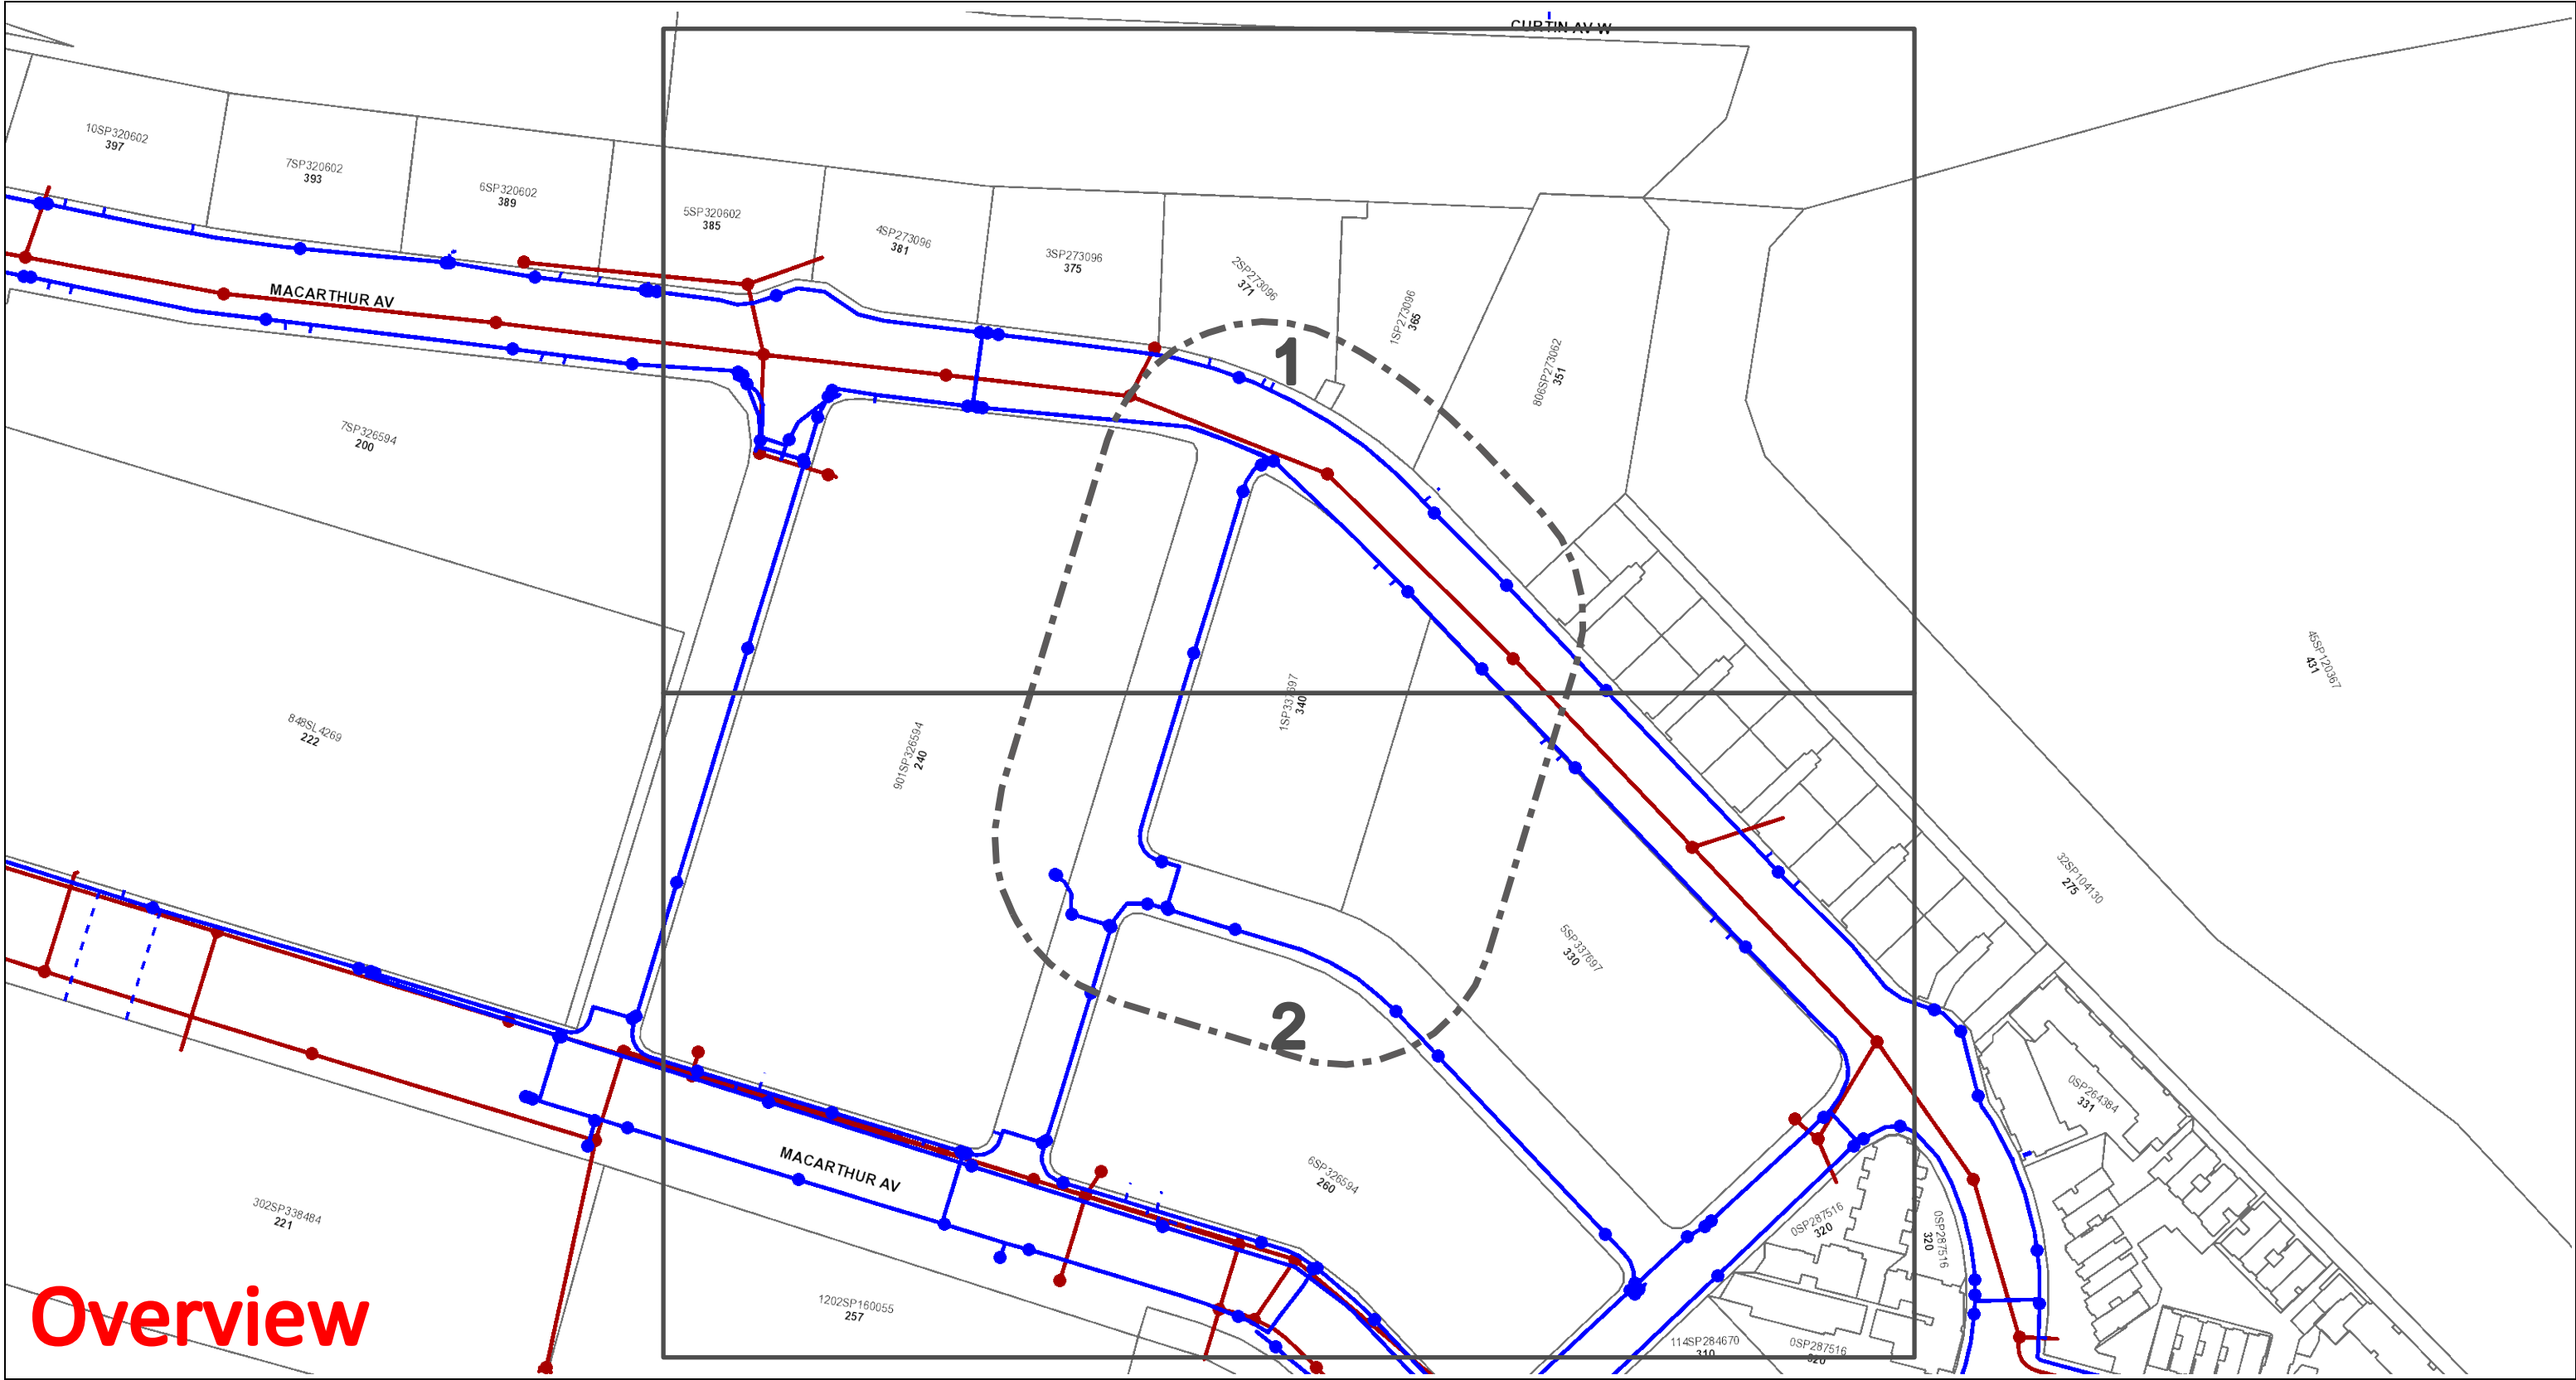 CURTIN AV W
10SP320602
397
7SP320602
393
6SP320602
389
5SP320602
385
4SP273096
381
3SP273096
375
2SP273096
371
1SP273096
365
806SP273062
351
MACARTHUR AV
1
7SP326594
200
45SP120367
431
848SL4269
222
901SP326594
240
1SP337697
340
5SP337697
330
32SP104130
275
2
0SP264384
331
MACARTHUR AV
6SP326594
260
302SP338484
221
0SP287516
320
0SP287516
320
1202SP160055
257
114SP284670
310
0SP287516
320
Overview